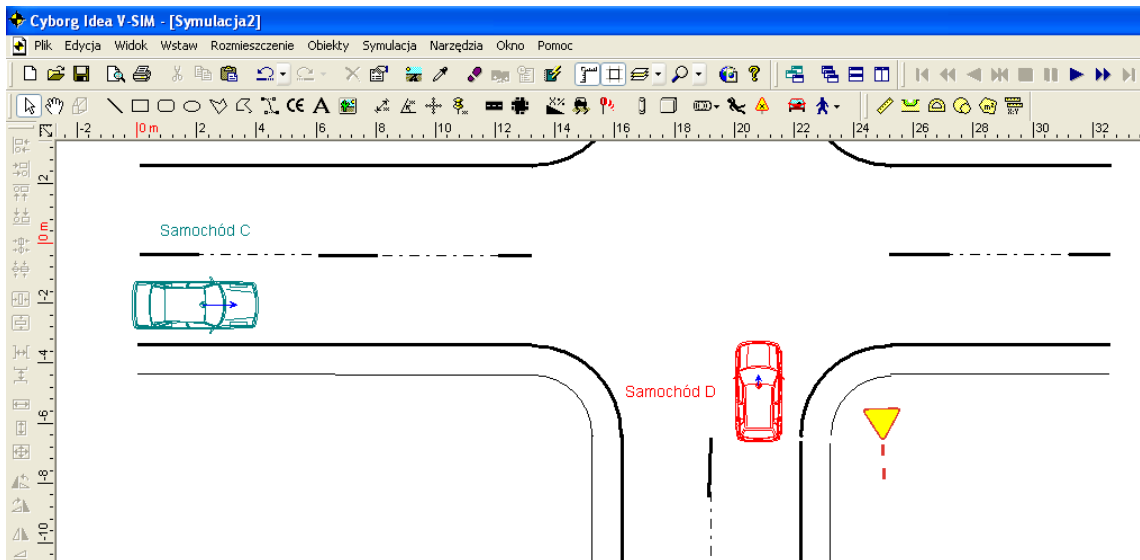 Cyborg Idea V-SIM - [Symulacja2]
Plik Edycja Widok Wstaw Rozmieszczenie Obiekty Symulacja Narzędzia Okno Pomoc
-2 0 m 2 4 6 8 10 12 14 16 18 20 22 24 26 28 30 32
2
0 m
-2
-4
-6
-8
-10
Samochód C
Samochód D